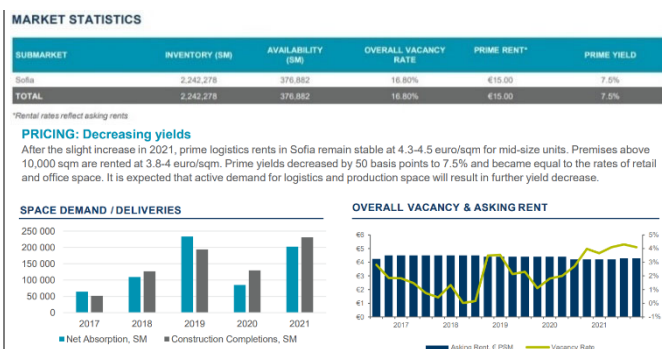 MARKET STATISTICS
SUBMARKET INVENTORY (SM) AVAILABILITY (SM) OVERALL VACANCY RATE PRIME RENT* PRIME YIELD
Sofia 2,242,278 376,882 16.80% €15.00 7.5%
TOTAL 2,242,278 376,882 16.80% €15.00 7.5%
*Rental rates reflect asking rents
PRICING: Decreasing yields
After the slight increase in 2021, prime logistics rents in Sofia remain stable at 4.3-4.5 euro/sqm for mid-size units. Premises above
10,000 sqm are rented at 3.8-4 euro/sqm. Prime yields decreased by 50 basis points to 7.5% and became equal to the rates of retail
and office space. It is expected that active demand for logistics and production space will result in further yield decrease.
SPACE DEMAND / DELIVERIES
250 000
200 000
150 000
100 000
50 000
0
2017 2018 2019 2020 2021
Net Absorption, SM Construction Completions, SM
OVERALL VACANCY & ASKING RENT
€6 5%
€5 4%
€4 3%
€3 2%
€2 1%
€1 0%
€0 -1%
2017 2018 2019 2020 2021
Asking Rent, € PSM Vacancy Rate